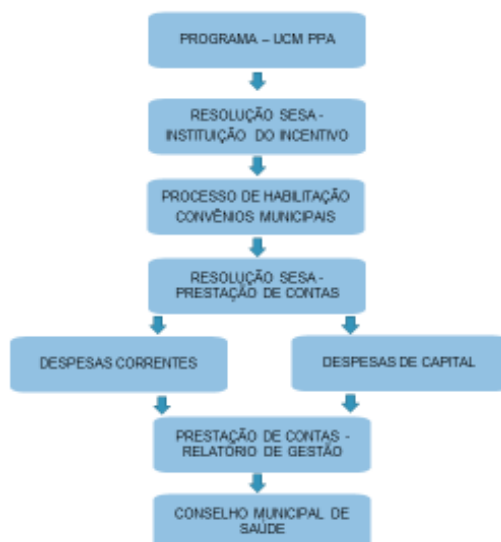 PROGRAMA – UCM PPA
RESOLUÇÃO SESA -
INSTITUIÇÃO DO INCENTIVO
PROCESSO DE HABILITAÇÃO
CONVÊNIOS MUNICIPAIS
RESOLUÇÃO SESA -
PRESTAÇÃO DE CONTAS
DESPESAS CORRENTES
DESPESAS DE CAPITAL
PRESTAÇÃO DE CONTAS -
RELATÓRIO DE GESTÃO
CONSELHO MUNICIPAL DE
SAÚDE